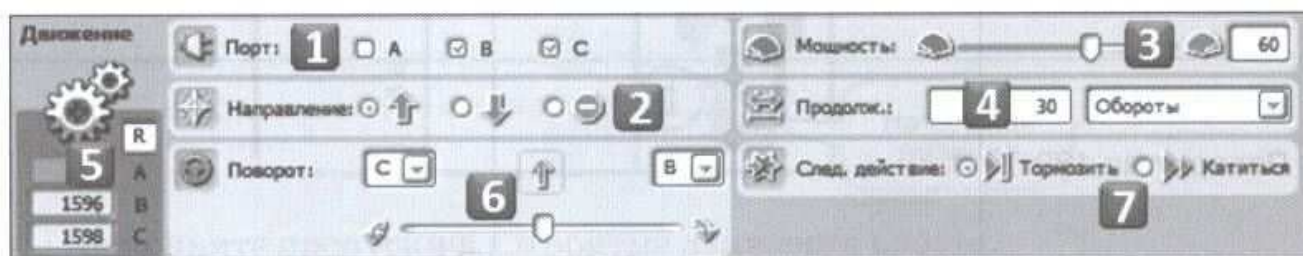 Движение
R
5
A
1596 B
1598 C
Порт: 1 A B C
Направление: 2
Поворот: C B
6
Мощность: 3 60
Продолж.: 4 30 Обороты
След. действие: Тормозить Катиться
7